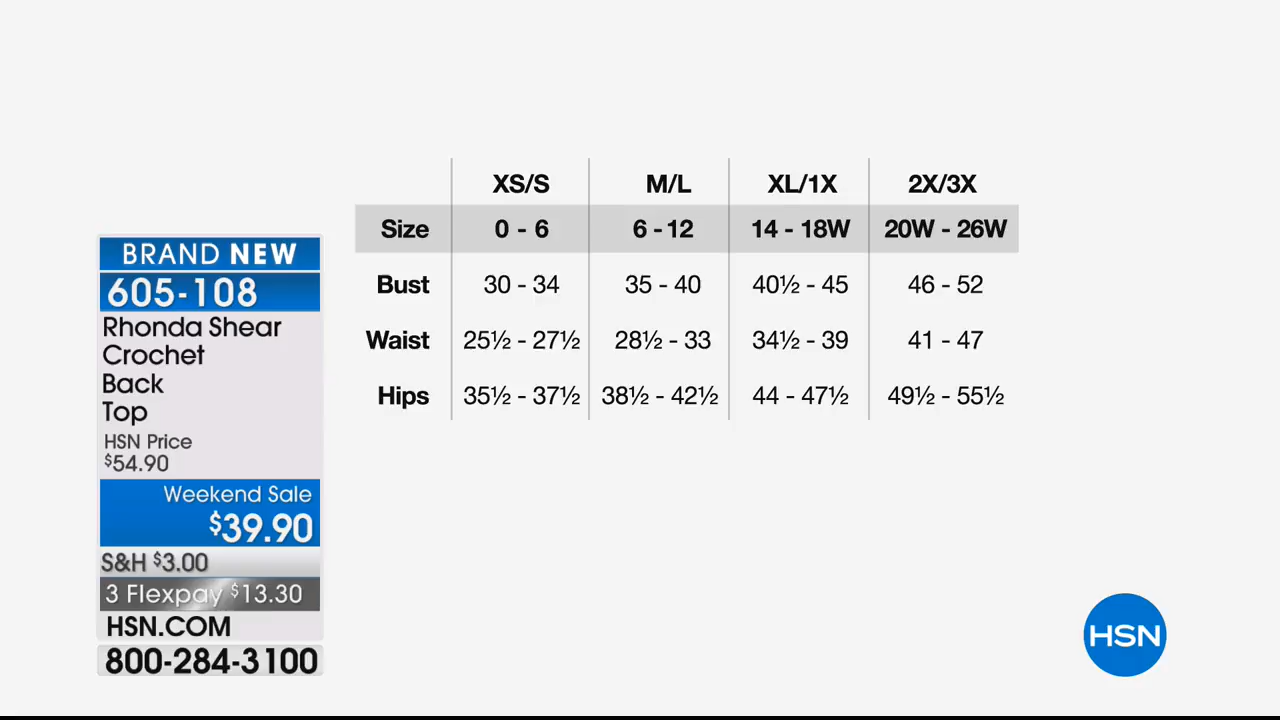 XS/S M/L XL/1X 2X/3X
Size 0 - 6 6 - 12 14 - 18W 20W - 26W
Bust 30 - 34 35 - 40 40½ - 45 46 - 52
Waist 25½ - 27½ 28½ - 33 34½ - 39 41 - 47
Hips 35½ - 37½ 38½ - 42½ 44 - 47½ 49½ - 55½
BRAND NEW
605-108
Rhonda Shear
Crochet
Back
Top
HSN Price
$54.90
Weekend Sale
$39.90
S&H $3.00
3 Flexpay $13.30
HSN.COM
800-284-3100
HSN